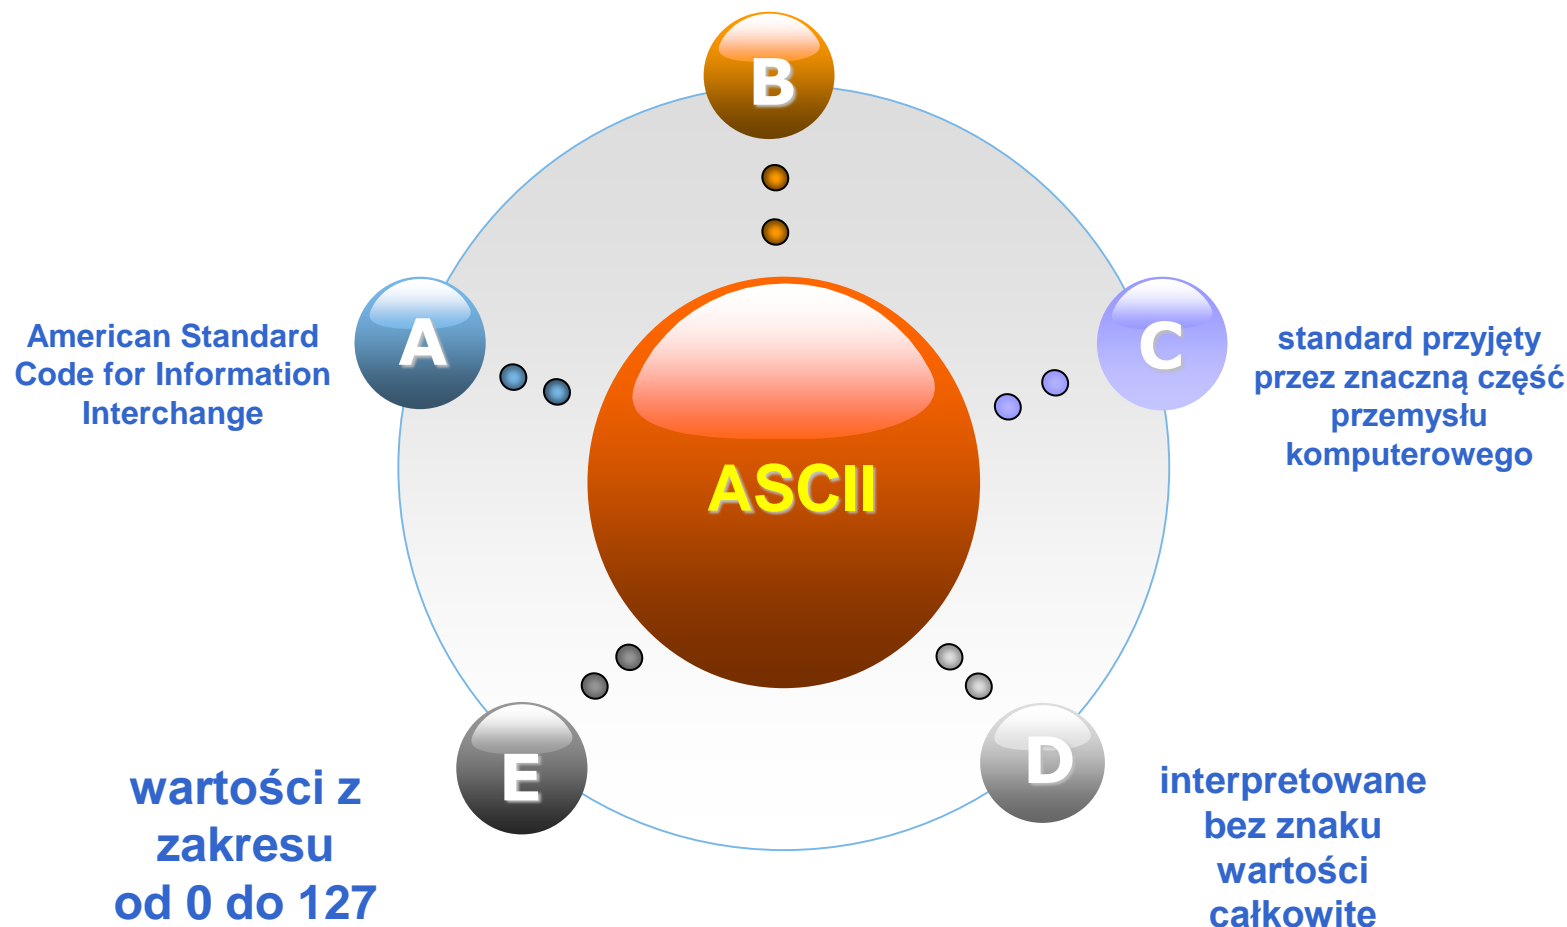 B
A
American Standard
Code for Information
Interchange
C
standard przyjęty
przez znaczną część
przemysłu
komputerowego
ASCII
E
wartości z
zakresu
od 0 do 127
D
interpretowane
bez znaku
wartości
całkowite